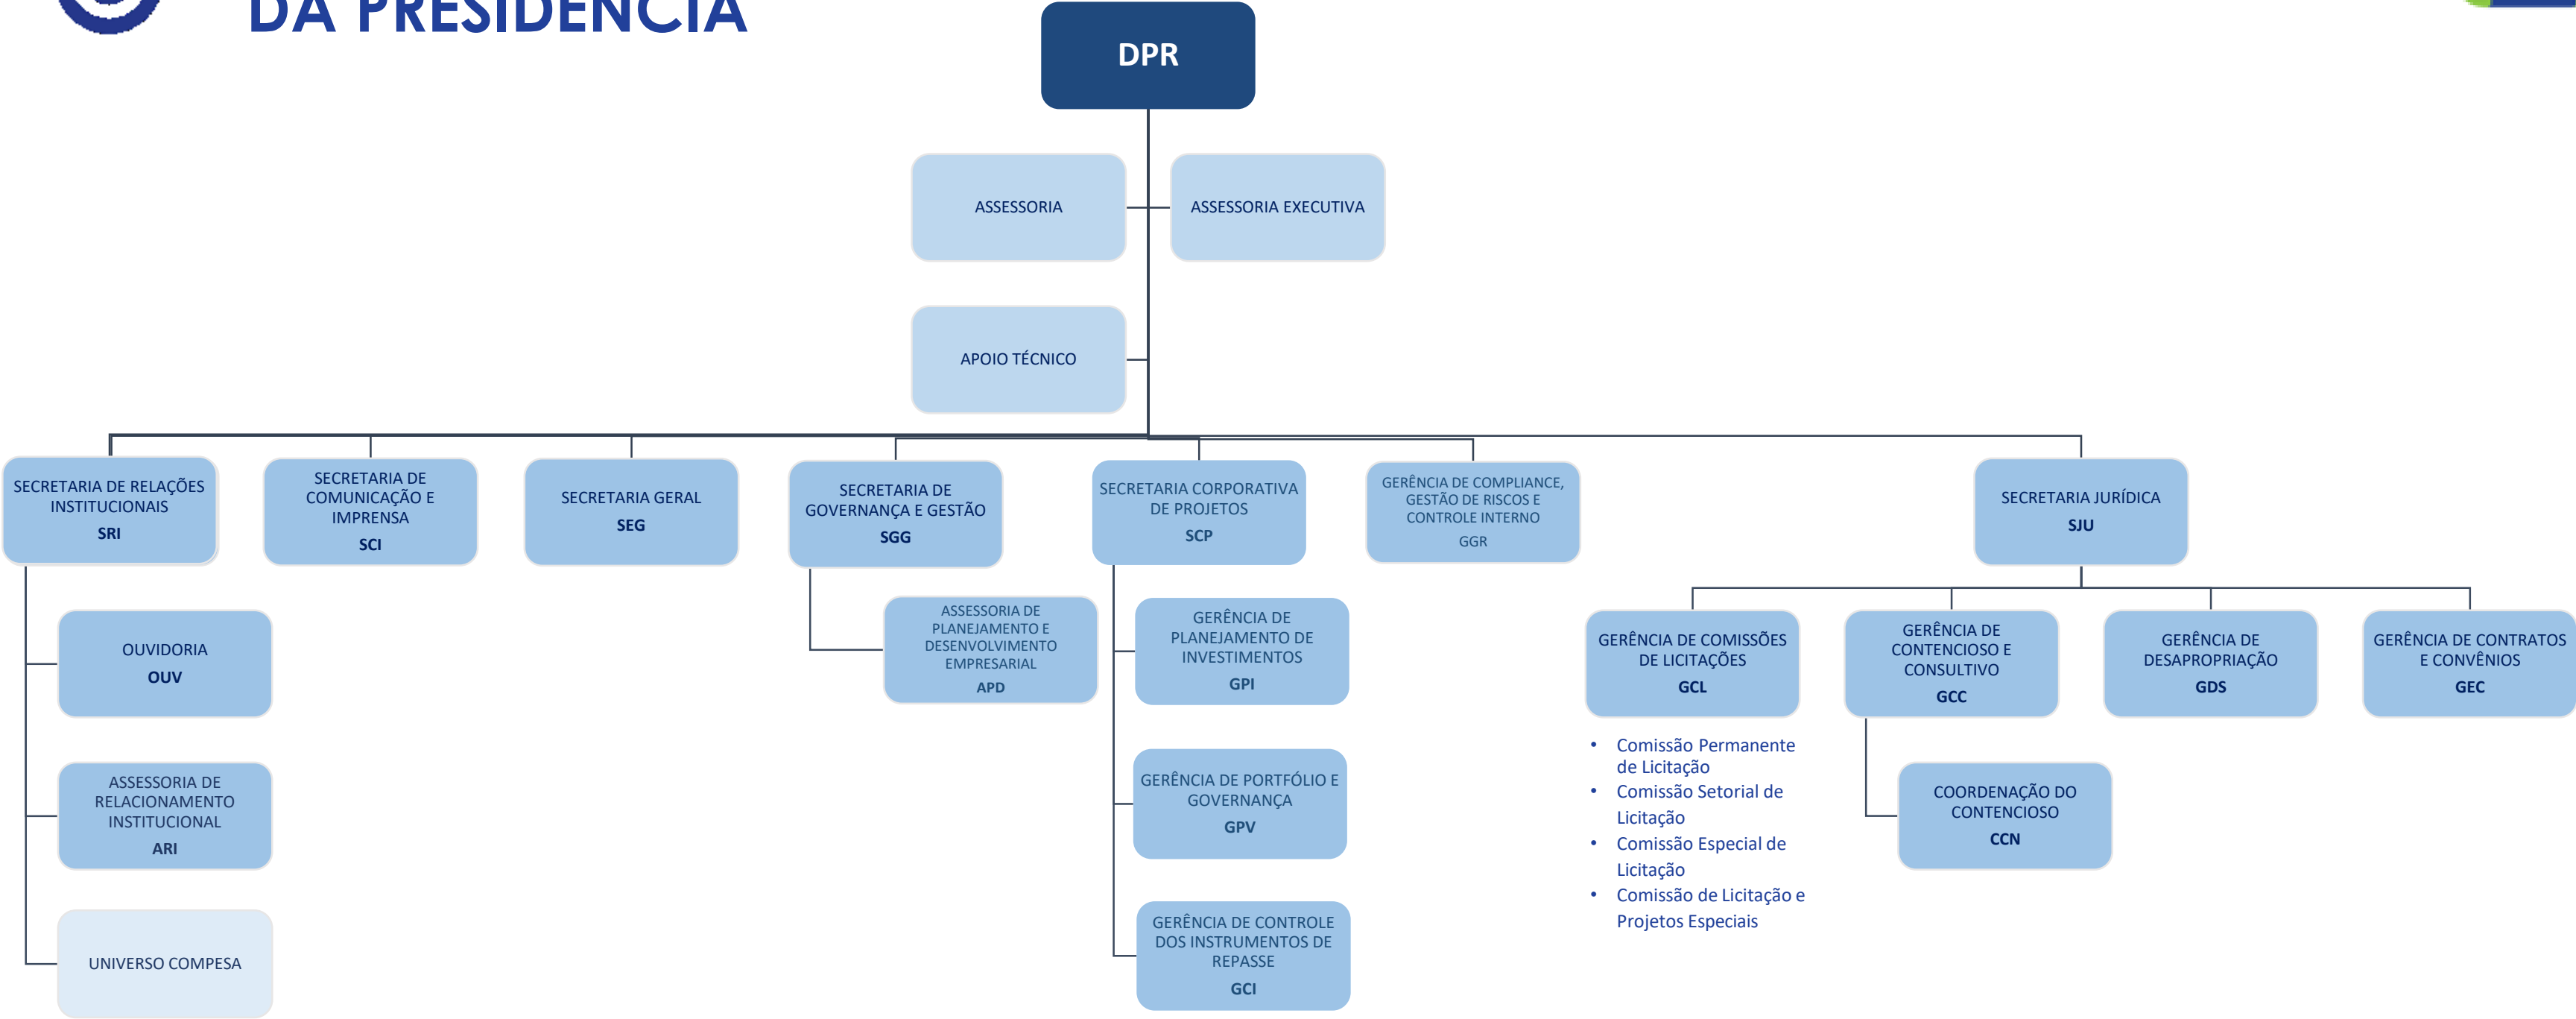 DA PRESIDÊNCIA
DPR
ASSESSORIA
ASSESSORIA EXECUTIVA
APOIO TÉCNICO
SECRETARIA DE RELAÇÕES
INSTITUCIONAIS
SRI
SECRETARIA DE
COMUNICAÇÃO E
IMPRENSA
SCI
SECRETARIA GERAL
SEG
SECRETARIA DE
GOVERNANÇA E GESTÃO
SGG
SECRETARIA CORPORATIVA
DE PROJETOS
SCP
GERÊNCIA DE COMPLIANCE,
GESTÃO DE RISCOS E
CONTROLE INTERNO
GGR
SECRETARIA JURÍDICA
SJU
OUVIDORIA
OUV
ASSESSORIA DE
RELACIONAMENTO
INSTITUCIONAL
ARI
UNIVERSO COMPESA
ASSESSORIA DE
PLANEJAMENTO E
DESENVOLVIMENTO
EMPRESARIAL
APD
GERÊNCIA DE
PLANEJAMENTO DE
INVESTIMENTOS
GPI
GERÊNCIA DE PORTFÓLIO E
GOVERNANÇA
GPV
GERÊNCIA DE CONTROLE
DOS INSTRUMENTOS DE
REPASSE
GCI
GERÊNCIA DE COMISSÕES
DE LICITAÇÕES
GCL
• Comissão Permanente
de Licitação
• Comissão Setorial de
Licitação
• Comissão Especial de
Licitação
• Comissão de Licitação e
Projetos Especiais
GERÊNCIA DE
CONTENCIOSO E
CONSULTIVO
GCC
COORDENAÇÃO DO
CONTENCIOSO
CCN
GERÊNCIA DE
DESAPROPRIAÇÃO
GDS
GERÊNCIA DE CONTRATOS
E CONVÊNIOS
GEC